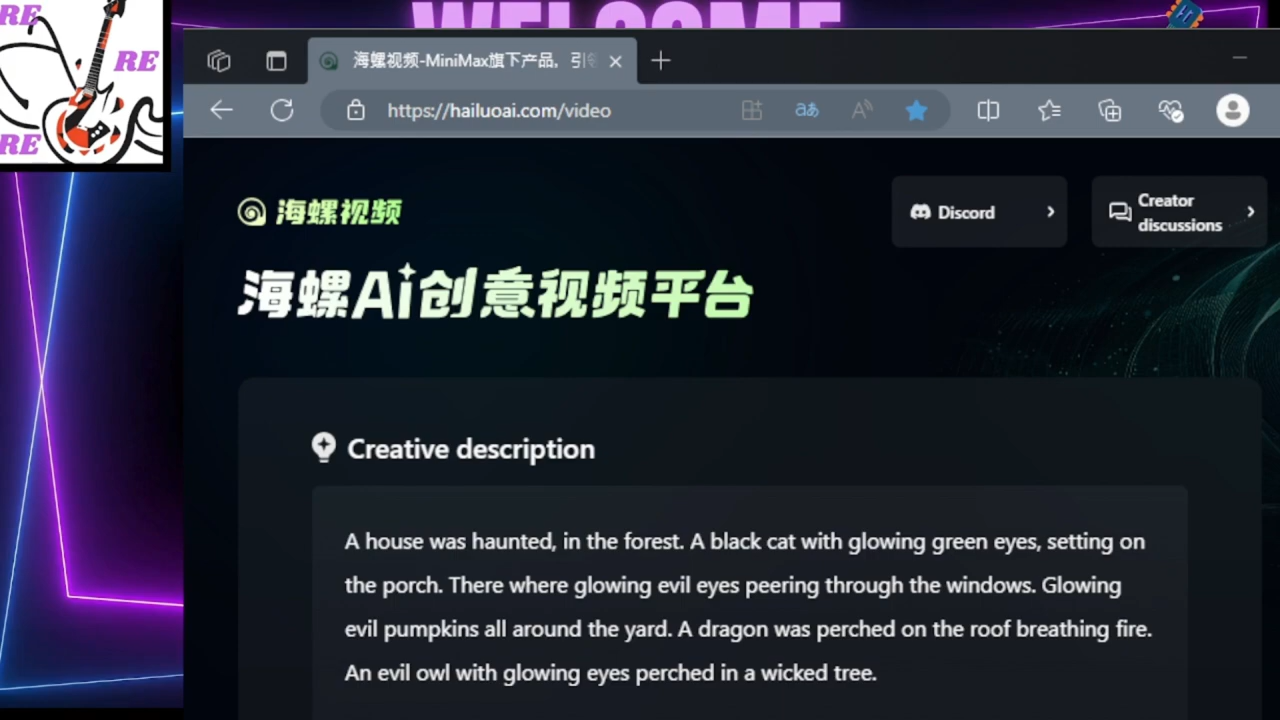 WELCOME
RE
RE
RE
海螺视频-MiniMax旗下产品，引领
https://hailuoai.com/video
海螺视频
Discord
Creator
discussions
海螺Ai创意视频平台
Creative description
A house was haunted, in the forest. A black cat with glowing green eyes, setting on
the porch. There where glowing evil eyes peering through the windows. Glowing
evil pumpkins all around the yard. A dragon was perched on the roof breathing fire.
An evil owl with glowing eyes perched in a wicked tree.